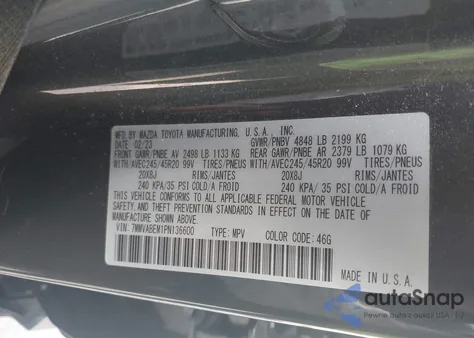 MFD BY MAZDA TOYOTA MANUFACTURING, U.S.A., INC.
DATE: 02/23 GVWR/PNBV 4848 LB 2199 KG
FRONT GAWR/PNBE AV 2498 LB 1133 KG REAR GAWR/PNBE AR 2379 LB 1079 KG
WITH/AVEC245/45R20 99V TIRES/PNEUS WITH/AVEC245/45R20 99V TIRES/PNEUS
20X8J RIMS/JANTES 20X8J RIMS/JANTES
240 KPA/35 PSI COLD/A FROID 240 KPA/ 35 PSI COLD/A FROID
THIS VEHICLE CONFORMS TO ALL APPLICABLE FEDERAL MOTOR VEHICLE
SAFETY AND THEFT PREVENTION STANDARDS IN EFFECT ON THE DATE OF
MANUFACTURE SHOWN ABOVE.
VIN: 7MMVABEM1PN136600 TYPE: MPV COLOR CODE: 46G
MADE IN U.S.A.
autoSnap
Pewne auto z USA i EU